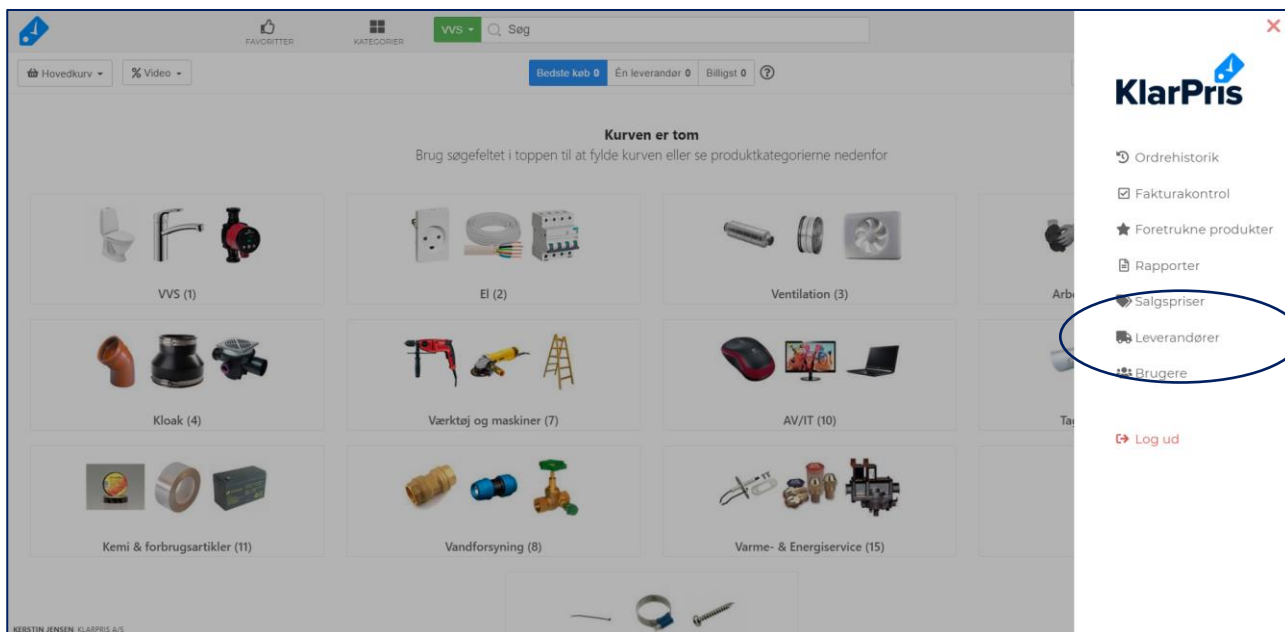 FAVORITTER
KATEGORIER
VVS
Søg
Hovedkurv
% Video
Bedste køb 0
Én leverandør 0
Billigst 0
?
Kurven er tom
Brug søgefeltet i toppen til at fylde kurven eller se produktkategorierne nedenfor
VVS (1)
El (2)
Ventilation (3)
Arbe
Kloak (4)
Værktøj og maskiner (7)
AV/IT (10)
Tag
Kemi & forbrugsartikler (11)
Vandforsyning (8)
Varme- & Energiservice (15)
KERSTIN JENSEN KLARPRIS A/S
KlarPris
Ordrehistorik
Fakturakontrol
Foretrukne produkter
Rapporter
Salgspriser
Leverandører
Brugere
Log ud